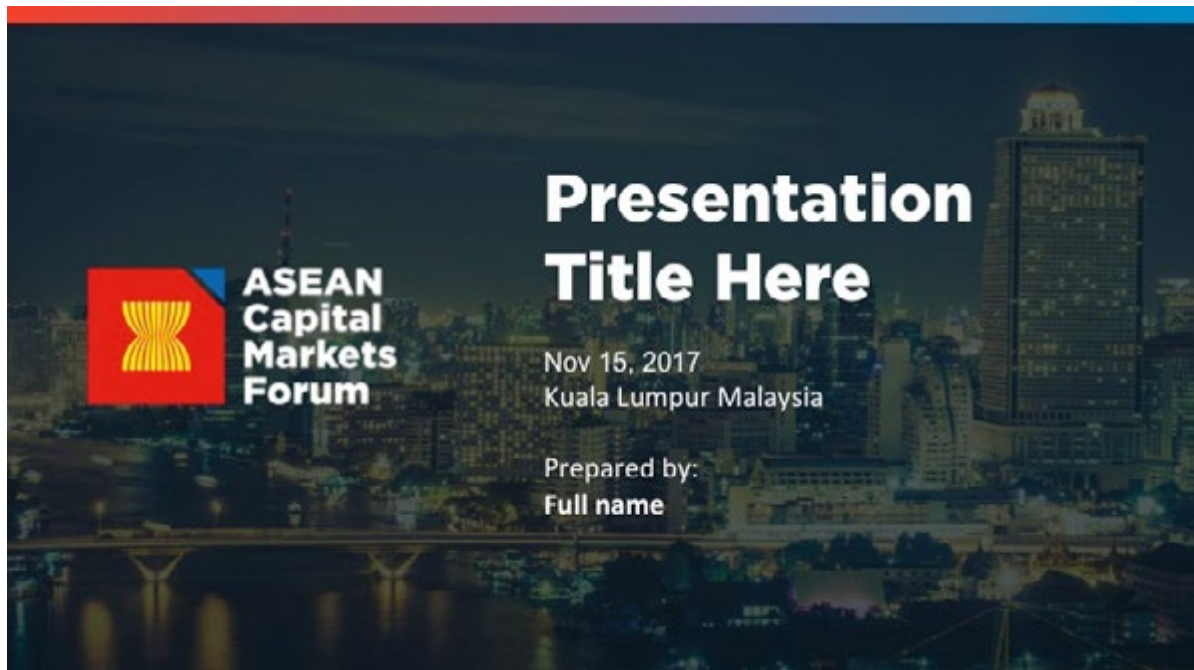 ASEAN
Capital
Markets
Forum
Presentation
Title Here
Nov 15, 2017
Kuala Lumpur Malaysia
Prepared by:
Full name